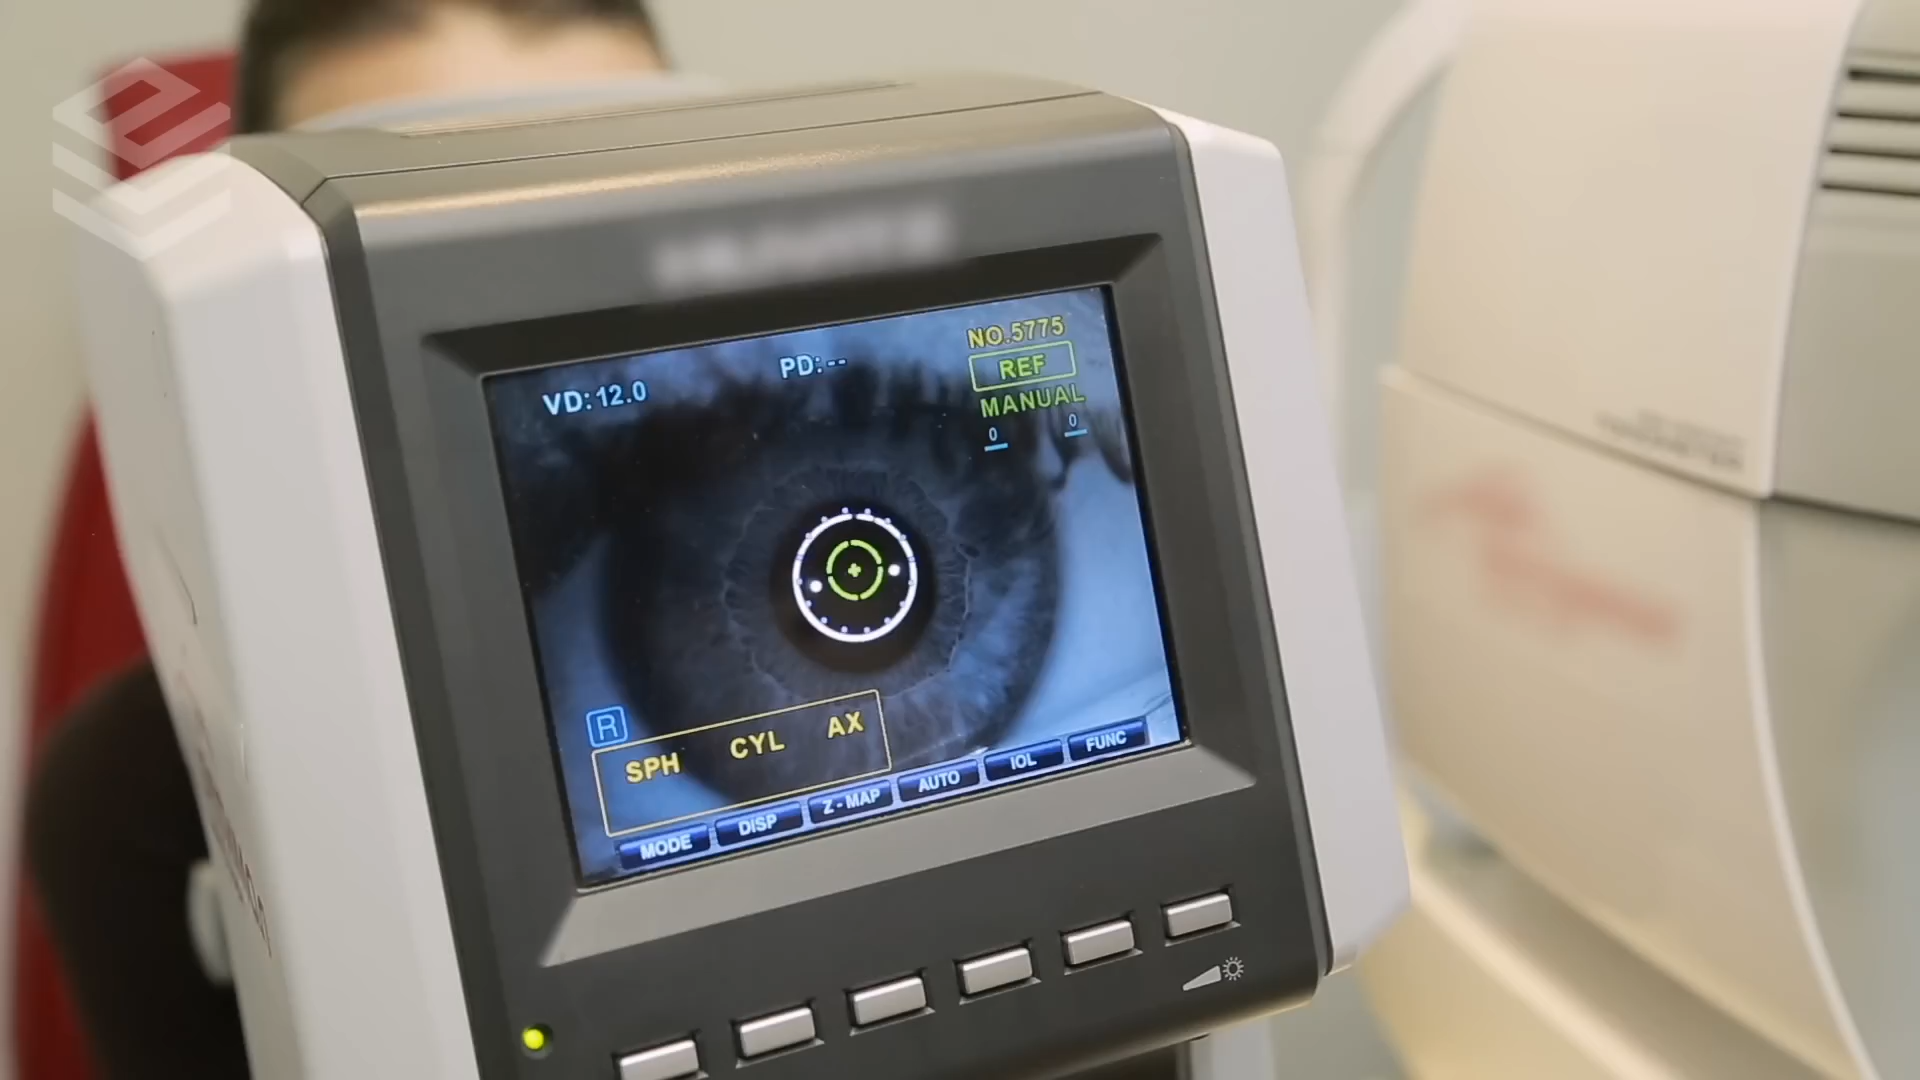 NO.5775
PD:--
REF
VD:12.0
MANUAL
0 0
R
SPH CYL AX
MODE DISP Z-MAP AUTO IOL FUNC